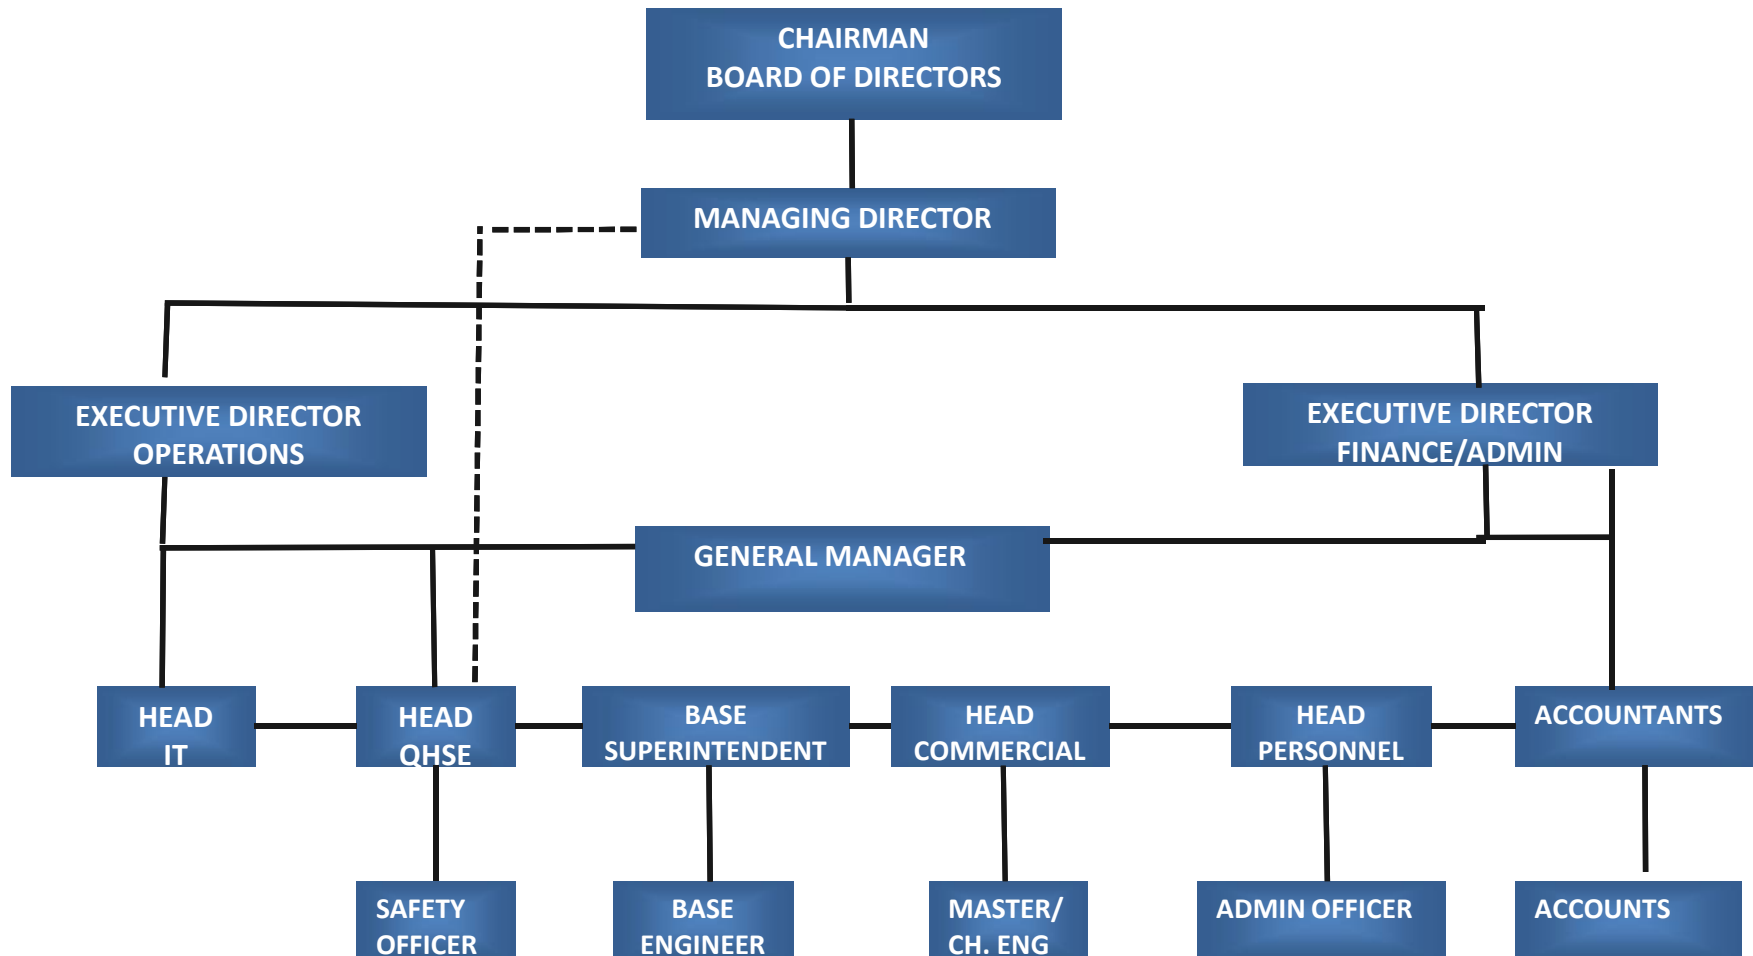 CHAIRMAN
BOARD OF DIRECTORS
MANAGING DIRECTOR
EXECUTIVE DIRECTOR
OPERATIONS
EXECUTIVE DIRECTOR
FINANCE/ADMIN
GENERAL MANAGER
HEAD
IT
HEAD
QHSE
BASE
SUPERINTENDENT
HEAD
COMMERCIAL
HEAD
PERSONNEL
ACCOUNTANTS
SAFETY
OFFICER
BASE
ENGINEER
MASTER/
CH. ENG
ADMIN OFFICER
ACCOUNTS